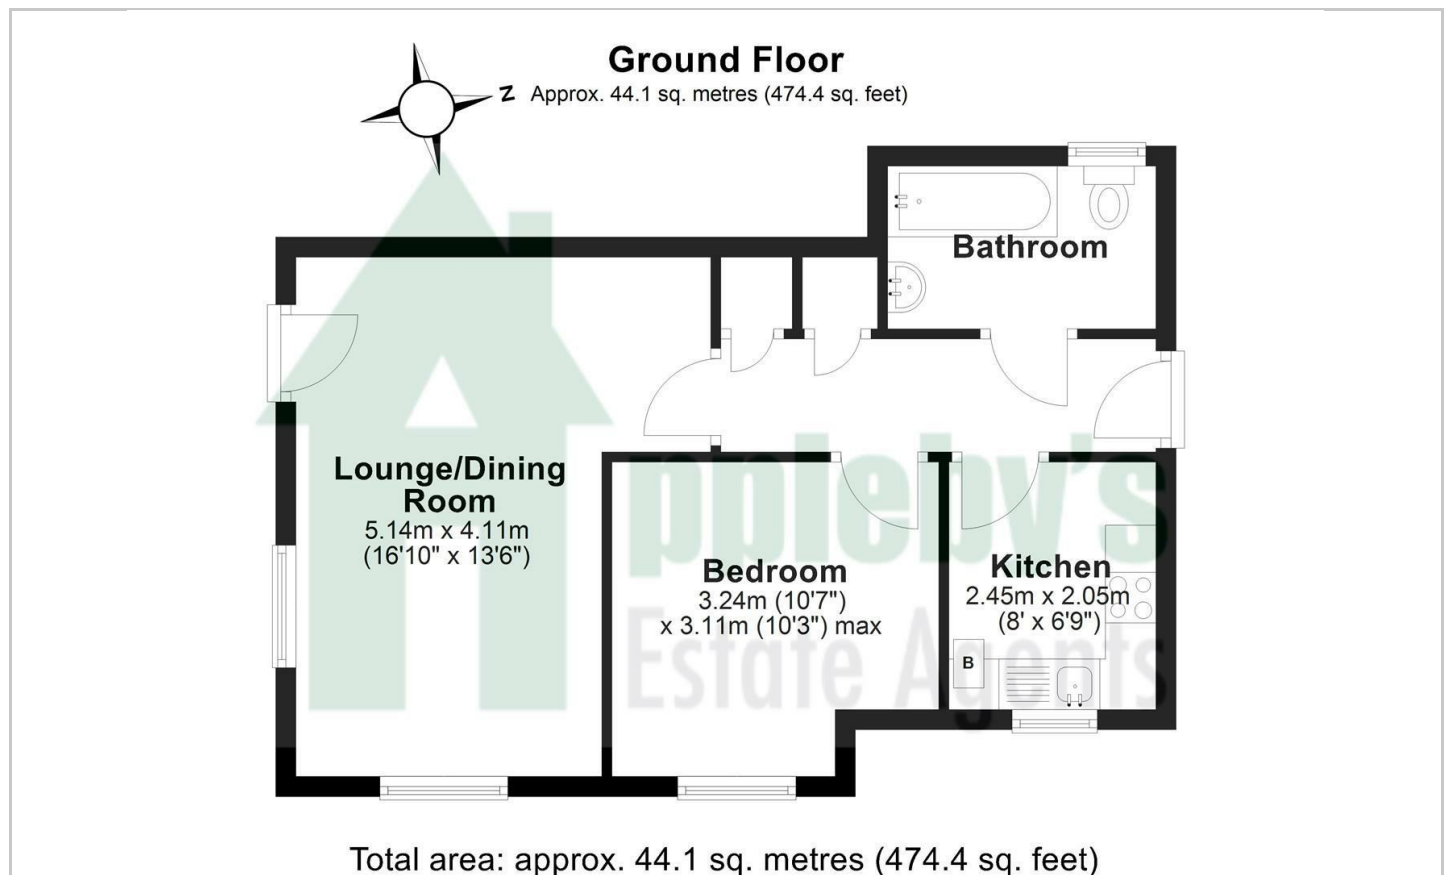 Ground Floor
Z
Approx. 44.1 sq. metres (474.4 sq. feet)
Bathroom
Lounge/Dining
Room
5.14m x 4.11m
(16'10" x 13'6")
ppleby's
Estate Agents
Bedroom
3.24m (10'7")
x 3.11m (10'3") max
Kitchen
2.45m x 2.05m
(8' x 6'9")
B
Total area: approx. 44.1 sq. metres (474.4 sq. feet)